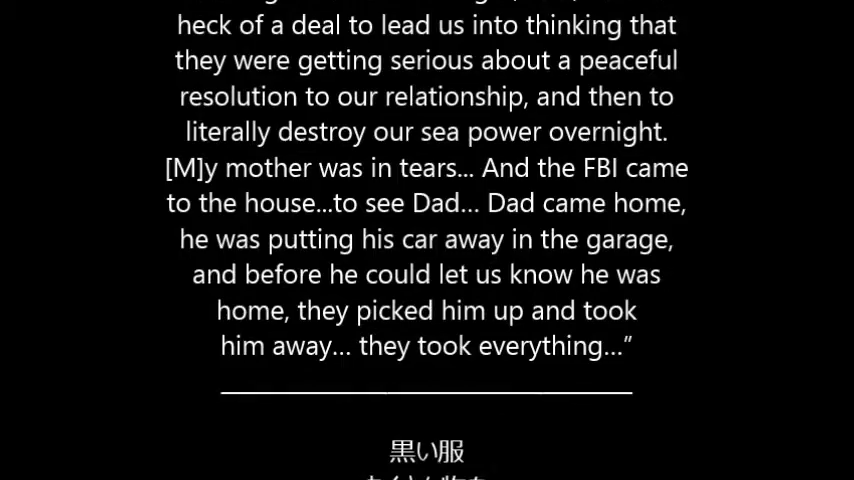 heck of a deal to lead us into thinking that
they were getting serious about a peaceful
resolution to our relationship, and then to
literally destroy our sea power overnight.
[M]y mother was in tears... And the FBI came
to the house...to see Dad... Dad came home,
he was putting his car away in the garage,
and before he could let us know he was
home, they picked him up and took
him away... they took everything...”
黒い服